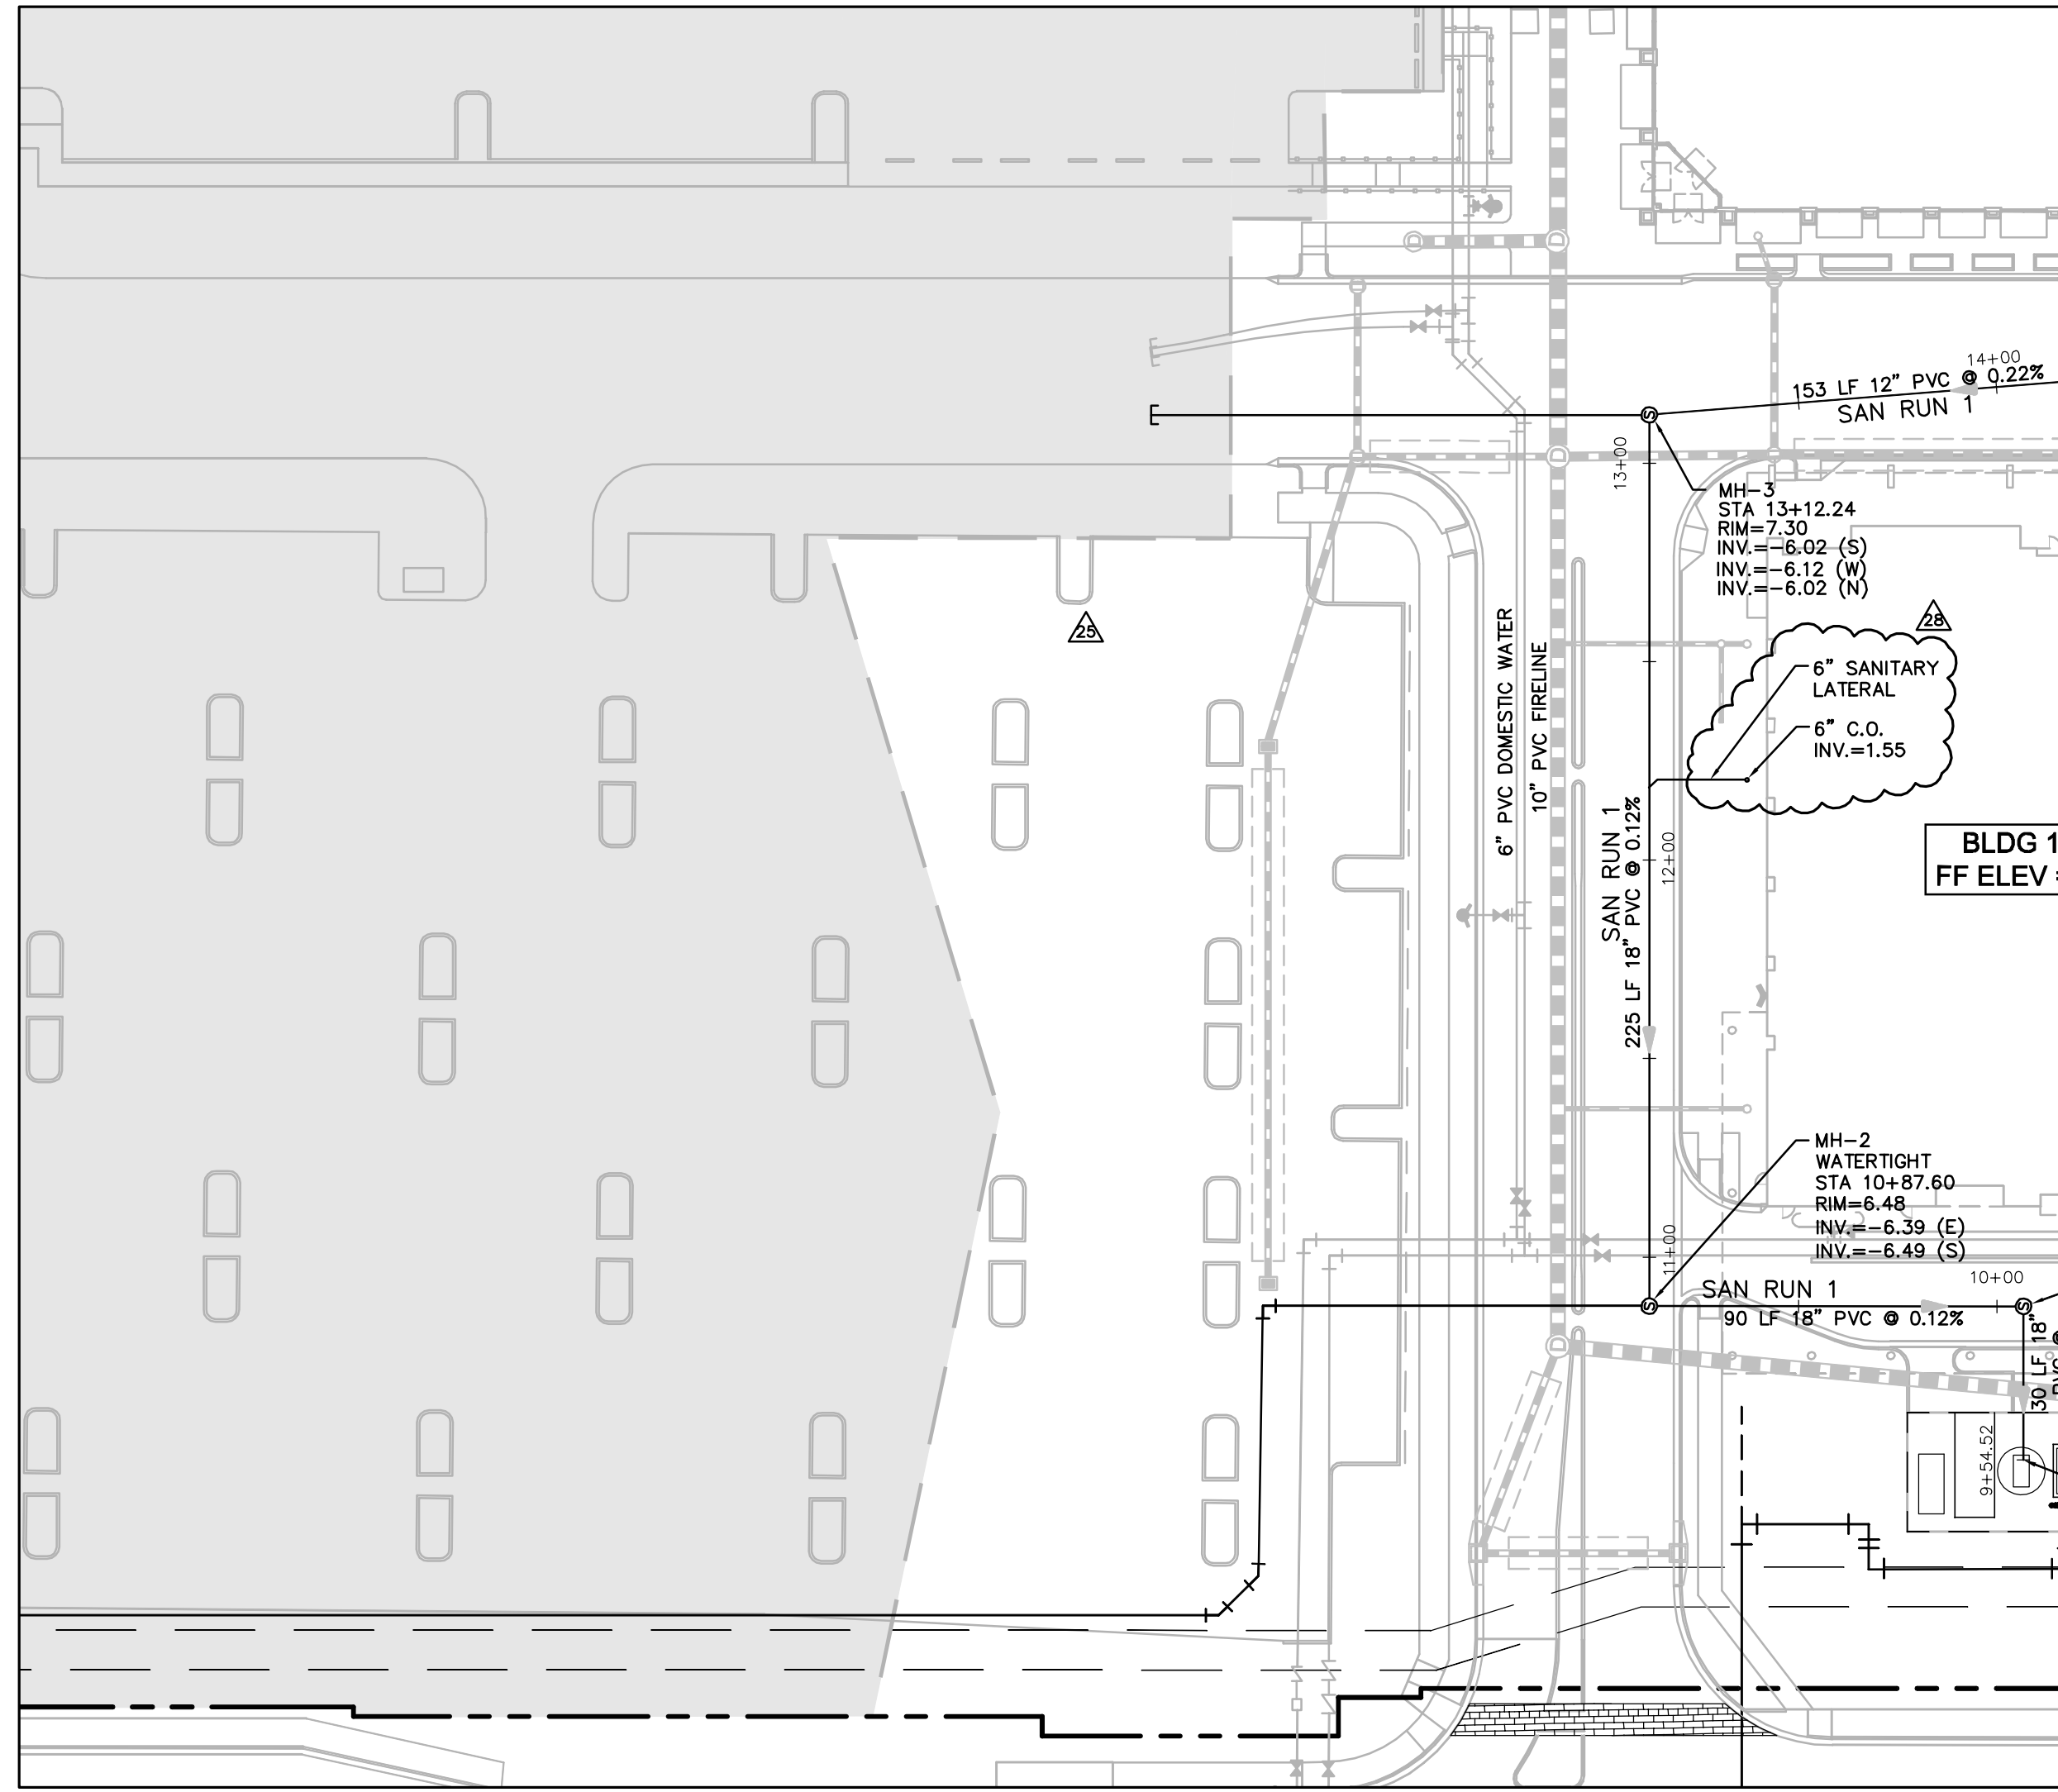 14+00
153 LF 12" PVC @ 0.22%
SAN RUN 1
13+00
MH-3
STA 13+12.24
RIM=7.30
INV.=-6.02 (S)
INV.=-6.12 (W)
INV.=-6.02 (N)
25
28
6" SANITARY
LATERAL
6" C.O.
INV.=1.55
6" PVC DOMESTIC WATER
10" PVC FIRELINE
SAN RUN 1
225 LF 18" PVC @ 0.12%
12+00
BLDG 1
FF ELEV =
MH-2
WATERTIGHT
STA 10+87.60
RIM=6.48
INV.=-6.39 (E)
INV.=-6.49 (S)
11+00
SAN RUN 1
90 LF 18" PVC @ 0.12%
10+00
30 LF 18"
PVC @
9+54.52
S
S
S
D
D
D
D